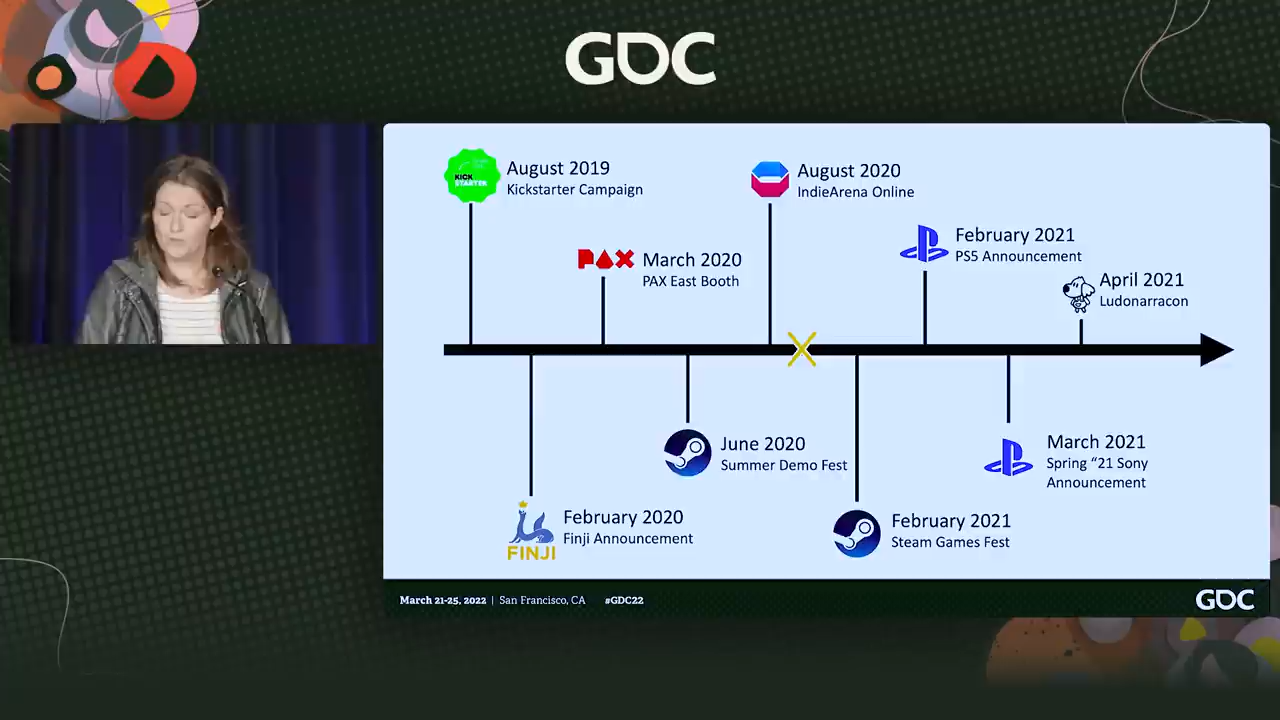 GDC
KICK
STARTER
August 2019
Kickstarter Campaign
August 2020
IndieArena Online
PAX
March 2020
PAX East Booth
February 2021
PS5 Announcement
April 2021
Ludonarracon
June 2020
Summer Demo Fest
March 2021
Spring “21 Sony
Announcement
FINJI
February 2020
Finji Announcement
February 2021
Steam Games Fest
March 21-25, 2022 | San Francisco, CA #GDC22
GDC